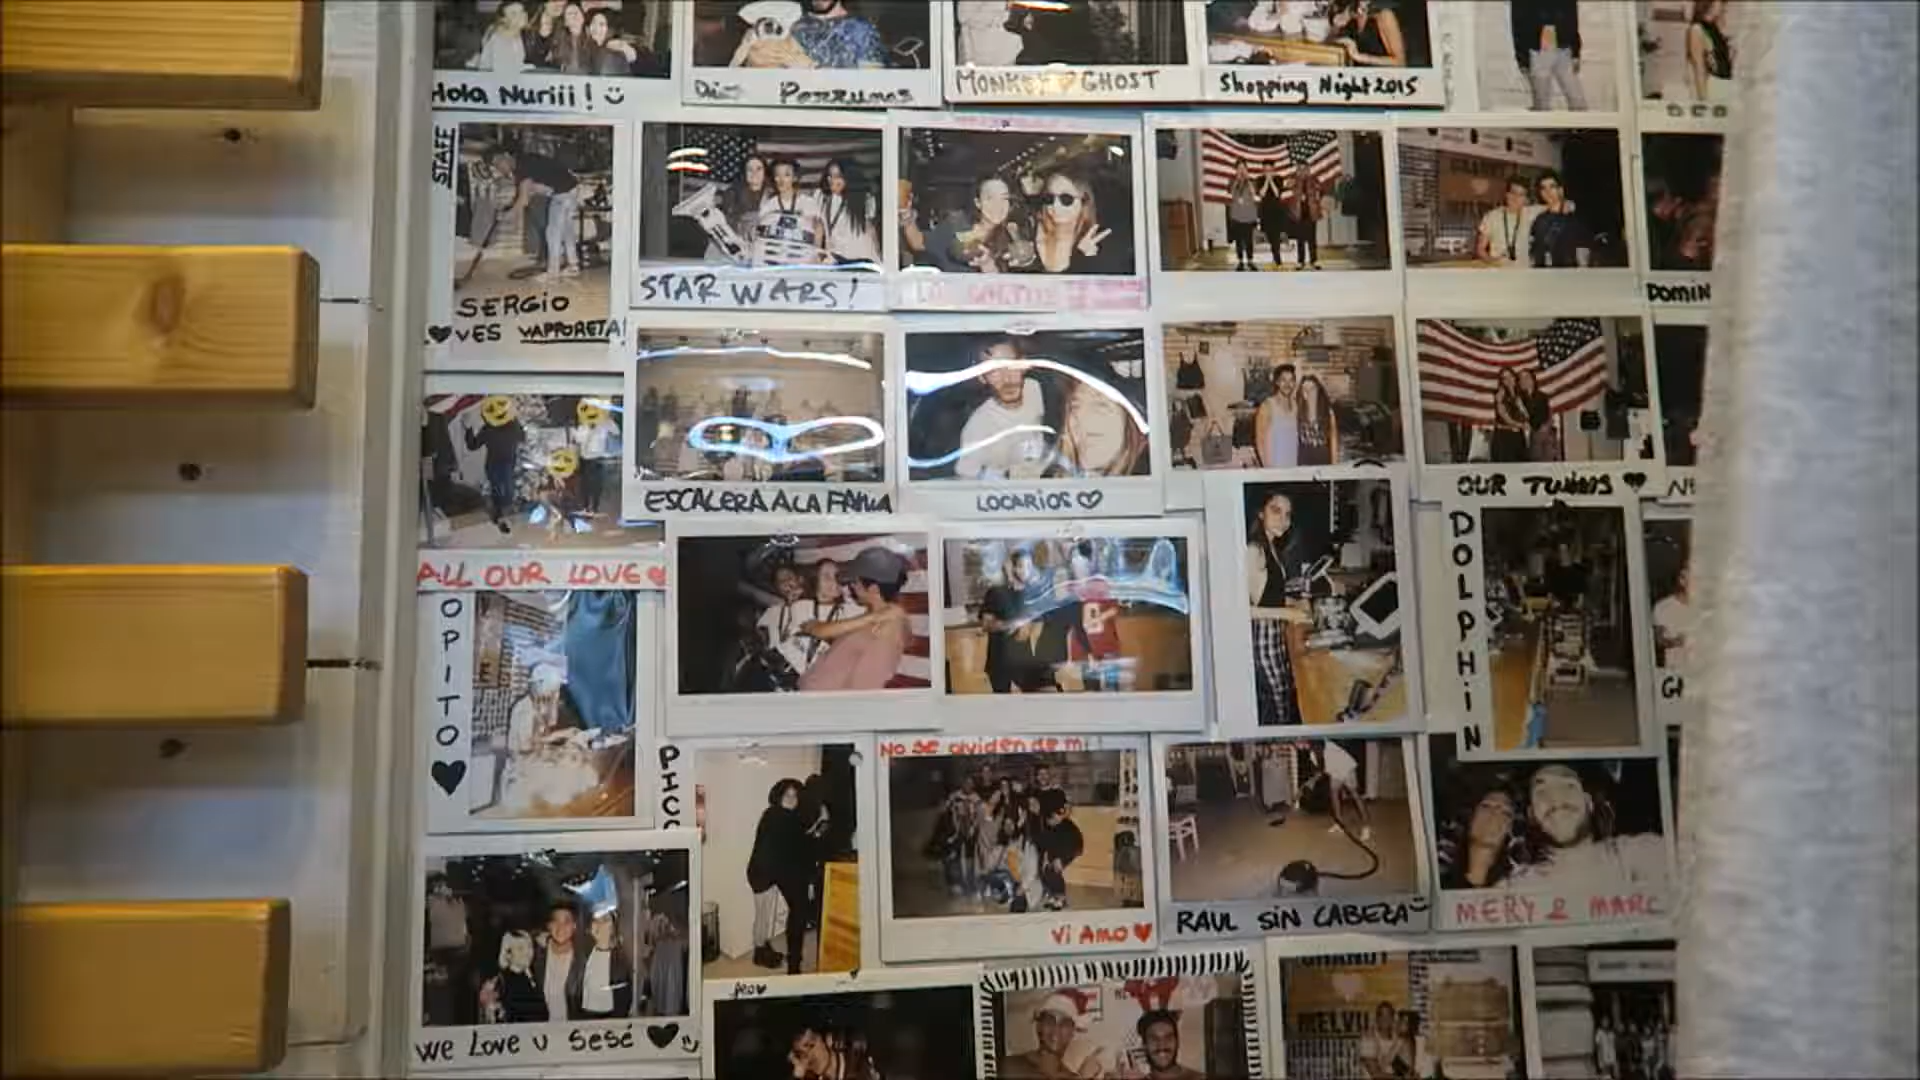 Hola Nuriii!
MONKEY GHOST
Shopping Night 2015
STAFF
SERGIO
VES VAPPORETA!
STAR WARS!
DOMIN
ESCALERA A LA FAMA
LOCARIOS
OUR TWINS
ALL OUR LOVE
OPITO
DOLPHIN
PICO
No se olviden de mi
Vi Amo
RAUL SIN CABEZA
MERY & MARC
We Love u Sesé
MELVI